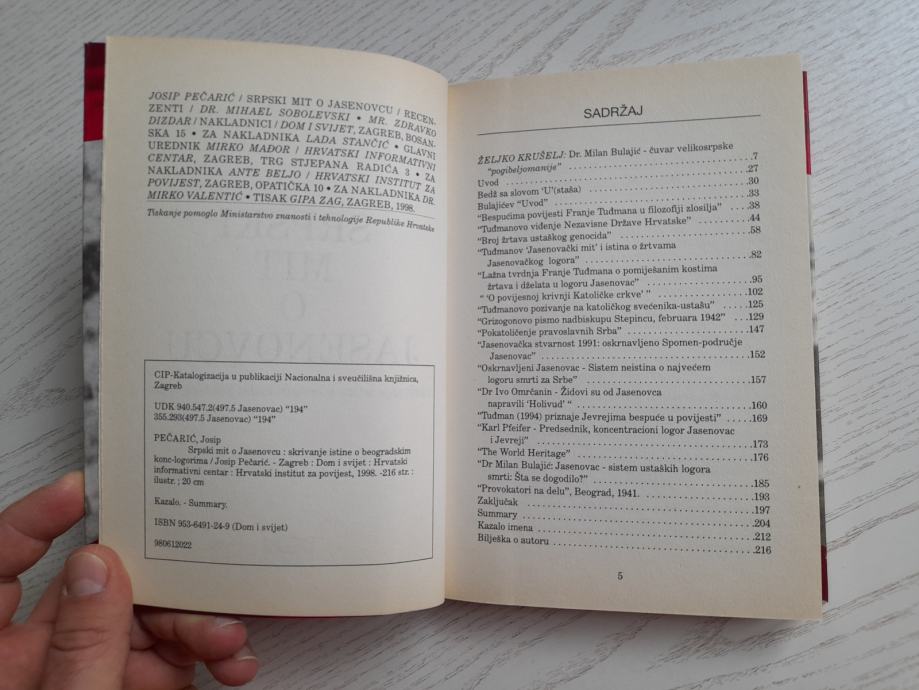 JOSIP PEČARIĆ / SRPSKI MIT O JASENOVCU / RECEN-
ZENTI / DR. MIHAEL SOBOLEVSKI • MR. ZDRAVKO
DIZDAR / NAKLADNICI / DOM I SVIJET, ZAGREB, BOSAN-
SKA 15 • ZA NAKLADNIKA LADA STANČIĆ • GLAVNI
UREDNIK MIRKO MAĐOR / HRVATSKI INFORMATIVNI
CENTAR, ZAGREB, TRG STJEPANA RADIĆA 3 • ZA
NAKLADNIKA ANTE BELJO / HRVATSKI INSTITUT ZA
POVIJEST, ZAGREB, OPATIČKA 10 • ZA NAKLADNIKA DR.
MIRKO VALENTIĆ • TISAK GIPA ZAG, ZAGREB, 1998.
Tiskanje pomoglo Ministarstvo znanosti i tehnologije Republike Hrvatske
MIT
O
JASENOVCU
CIP-Katalogizacija u publikaciji Nacionalna i sveučilišna knjižnica,
Zagreb
UDK 940.547.2(497.5 Jasenovac) "194"
355.293(497.5 Jasenovac) "194"
PEČARIĆ, Josip
Srpski mit o Jasenovcu : skrivanje istine o beogradskim
konc-logorima / Josip Pečarić. - Zagreb : Dom i svijet : Hrvatski
informativni centar : Hrvatski institut za povijest, 1998. -216 str. :
ilustr. ; 20 cm
Kazalo. - Summary.
ISBN 953-6491-24-9 (Dom i svijet)
980612022
SADRŽAJ
ŽELJKO KRUŠELJ: Dr. Milan Bulajić - čuvar velikosrpske
"pogibeljomanije" .7
Uvod .27
Bedž sa slovom 'U'(staša) .30
Bulajićev "Uvod" .33
"Bespućima povijesti Franje Tuđmana u filozofiji zlosilja" .38
"Tuđmanovo viđenje Nezavisne Države Hrvatske" .44
"Broj žrtava ustaškog genocida" .58
"Tuđmanov 'Jasenovački mit' i istina o žrtvama
Jasenovačkog logora" .82
"Lažna tvrdnja Franje Tuđmana o pomiješanim kostima
žrtava i dželata u logoru Jasenovac" .95
" 'O povijesnoj krivnji Katoličke crkve' " .102
"Tuđmano pozivanje na katoličkog svećenika-ustašu" .125
"Grizogonovo pismo nadbiskupu Stepincu, februara 1942" .129
"Pokatoličenje pravoslavnih Srba" .147
"Jasenovačka stvarnost 1991: oskrnavljeno Spomen-područje
Jasenovac" .152
"Oskrnavljeni Jasenovac - Sistem neistina o najvećem
logoru smrti za Srbe" .157
"Dr Ivo Omrčanin - Židovi su od Jasenovca
napravili 'Holivud' " .160
"Tuđman (1994) priznaje Jevrejima bespuće u povijesti" .169
"Karl Pfeifer - Predsednik, koncentracioni logor Jasenovac
i Jevreji" .173
"The World Heritage" .176
"Dr Milan Bulajić: Jasenovac - sistem ustaških logora
smrti: Šta se dogodilo?" .185
"Provokatori na delu", Beograd, 1941. .193
Zaključak .197
Summary .204
Kazalo imena .212
Bilješka o autoru .216
5